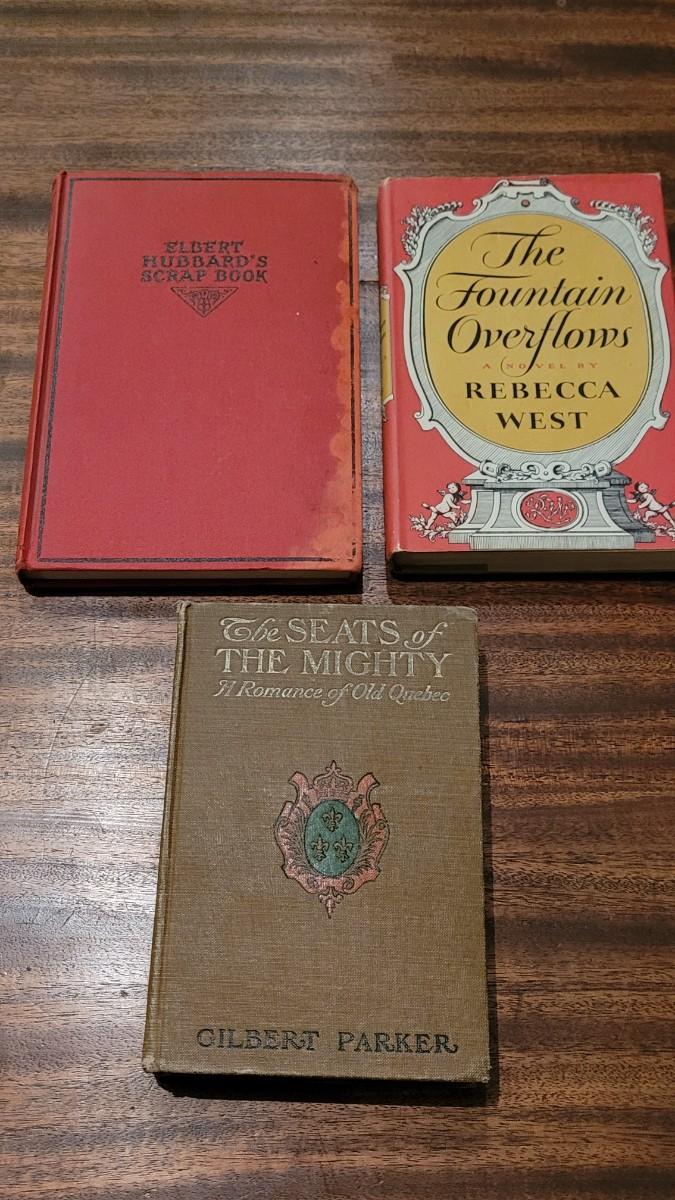 ELBERT
HUBBARD'S
SCRAP BOOK
The
Fountain
Overflows
A NOVEL BY
REBECCA
WEST
R.W.
The SEATS of
THE MIGHTY
A Romance of Old Quebec
GILBERT PARKER